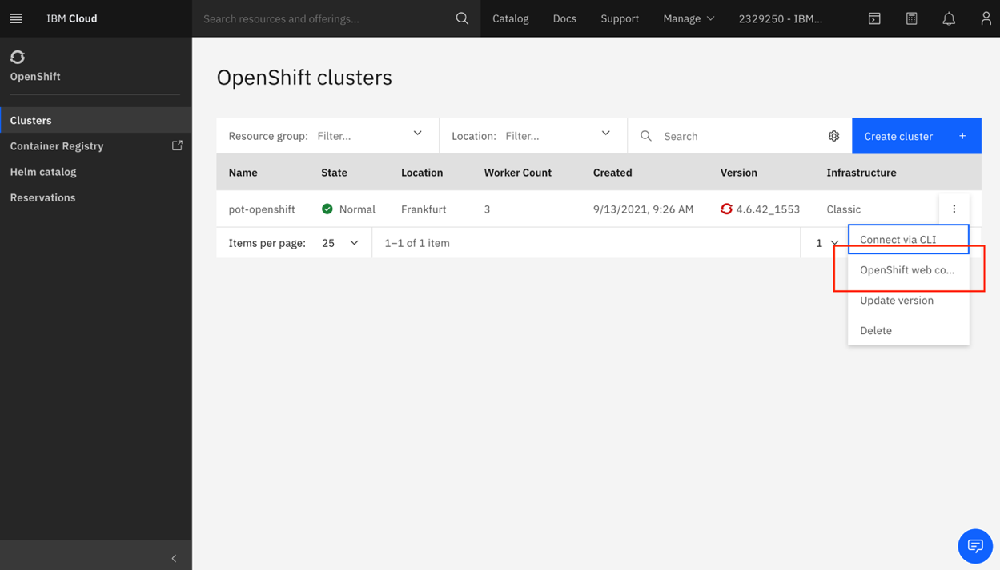 IBM Cloud
Search resources and offerings...
Catalog
Docs
Support
Manage
2329250 - IBM...
OpenShift
Clusters
Container Registry
Helm catalog
Reservations
OpenShift clusters
Resource group: Filter...
Location: Filter...
Search
Create cluster +
Name State Location Worker Count Created Version Infrastructure
pot-openshift Normal Frankfurt 3 9/13/2021, 9:26 AM 4.6.42_1553 Classic
Items per page: 25 1–1 of 1 item 1
Connect via CLI
OpenShift web co...
Update version
Delete